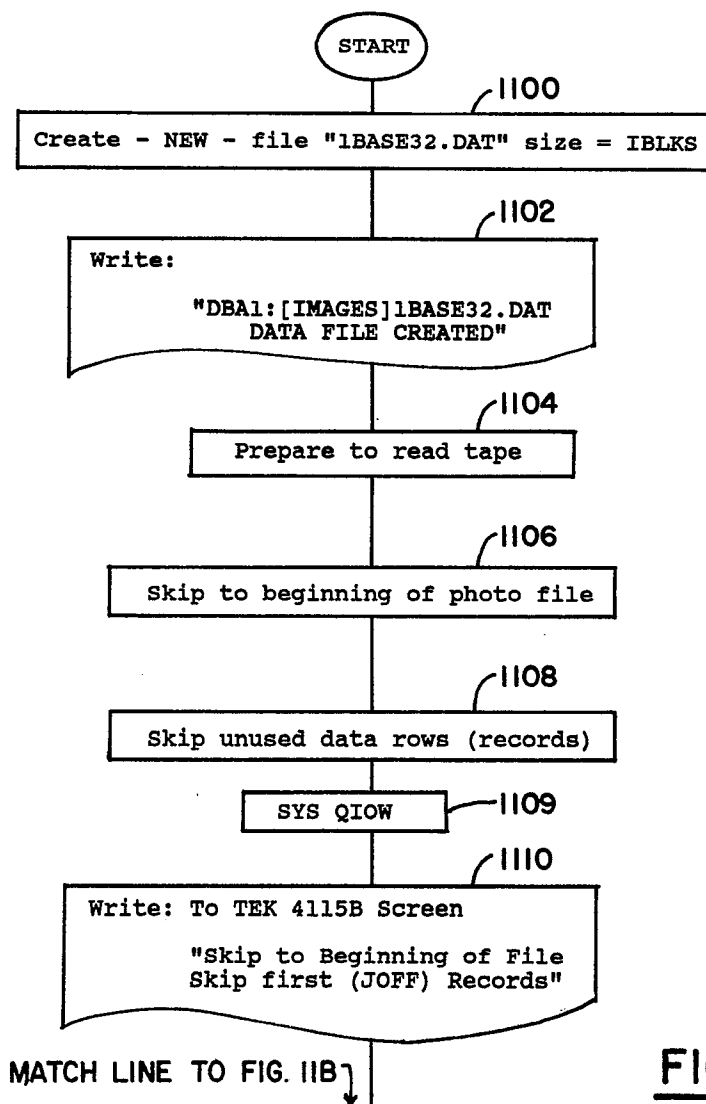 START
1100
Create - NEW - file "1BASE32.DAT" size = IBLKS
1102
Write:
"DBA1:[IMAGES]1BASE32.DAT
DATA FILE CREATED"
1104
Prepare to read tape
1106
Skip to beginning of photo file
1108
Skip unused data rows (records)
SYS QIOW
1109
1110
Write: To TEK 4115B Screen
"Skip to Beginning of File
Skip first (JOFF) Records"
MATCH LINE TO FIG. 11B